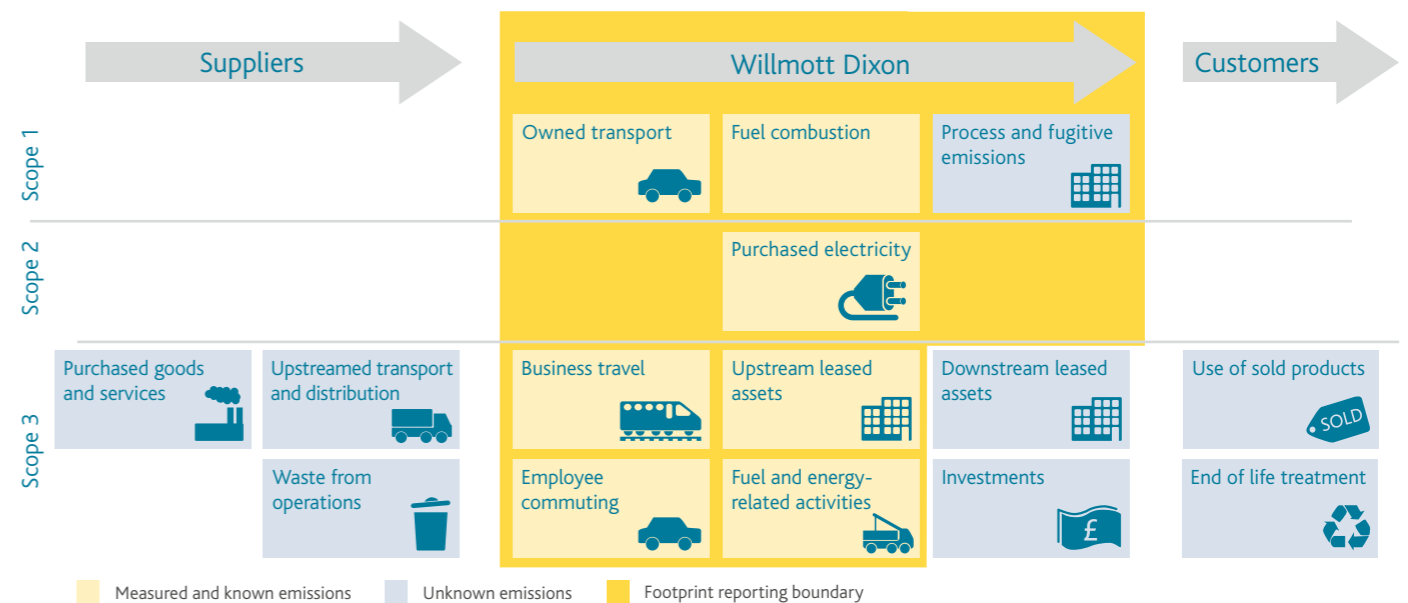 Suppliers
Willmott Dixon
Customers
Scope 1
Owned transport
Fuel combustion
Process and fugitive
emissions
Scope 2
Purchased electricity
Scope 3
Purchased goods
and services
Upstreamed transport
and distribution
Business travel
Upstream leased
assets
Downstream leased
assets
Use of sold products
SOLD
Waste from
operations
Employee
commuting
Fuel and energy-
related activities
Investments
£
End of life treatment
Measured and known emissions
Unknown emissions
Footprint reporting boundary